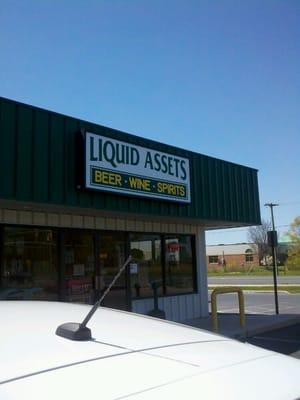 LIQUID ASSETS
BEER · WINE · SPIRITS